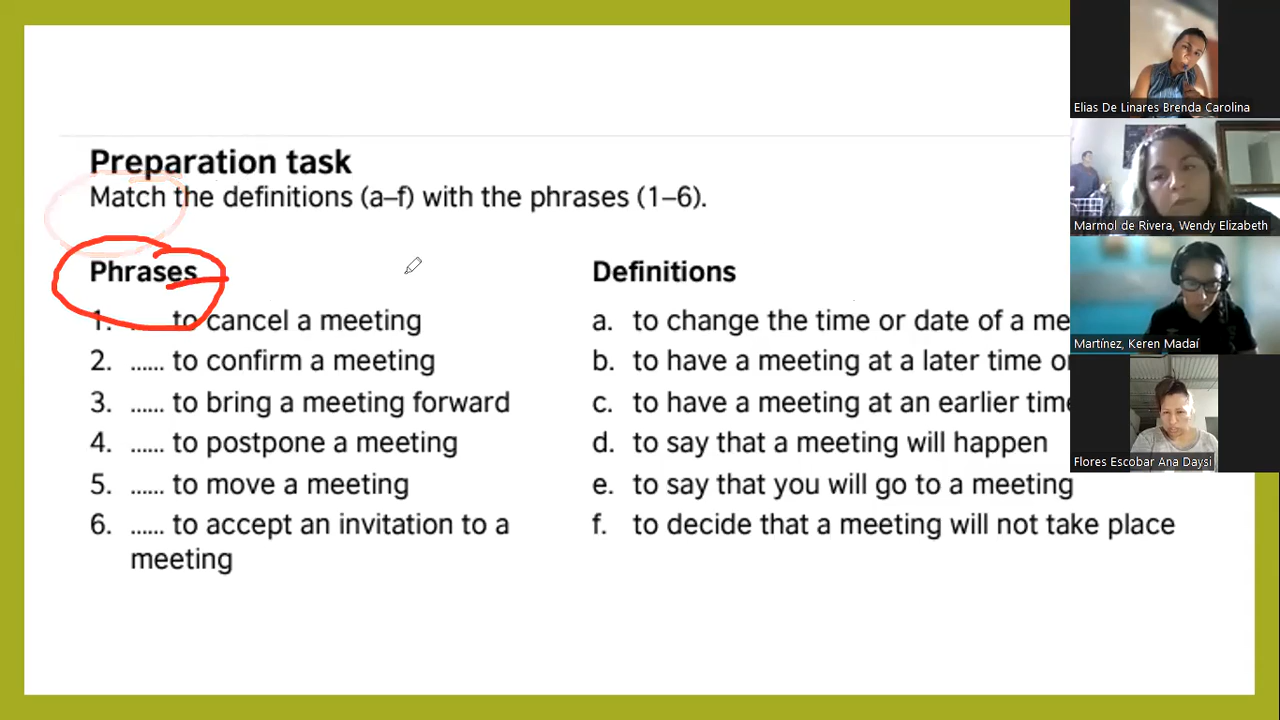 Preparation task
Match the definitions (a–f) with the phrases (1–6).
Phrases
1. ...... to cancel a meeting
2. ...... to confirm a meeting
3. ...... to bring a meeting forward
4. ...... to postpone a meeting
5. ...... to move a meeting
6. ...... to accept an invitation to a
meeting
Definitions
a. to change the time or date of a
b. to have a meeting at a later time
c. to have a meeting at an earlier
d. to say that a meeting will happen
e. to say that you will go to a meeting
f. to decide that a meeting will not take place
Elias De Linares Brenda Carolina
Marmol de Rivera, Wendy Elizabeth
Martínez, Keren Madaí
Flores Escobar Ana Daysi